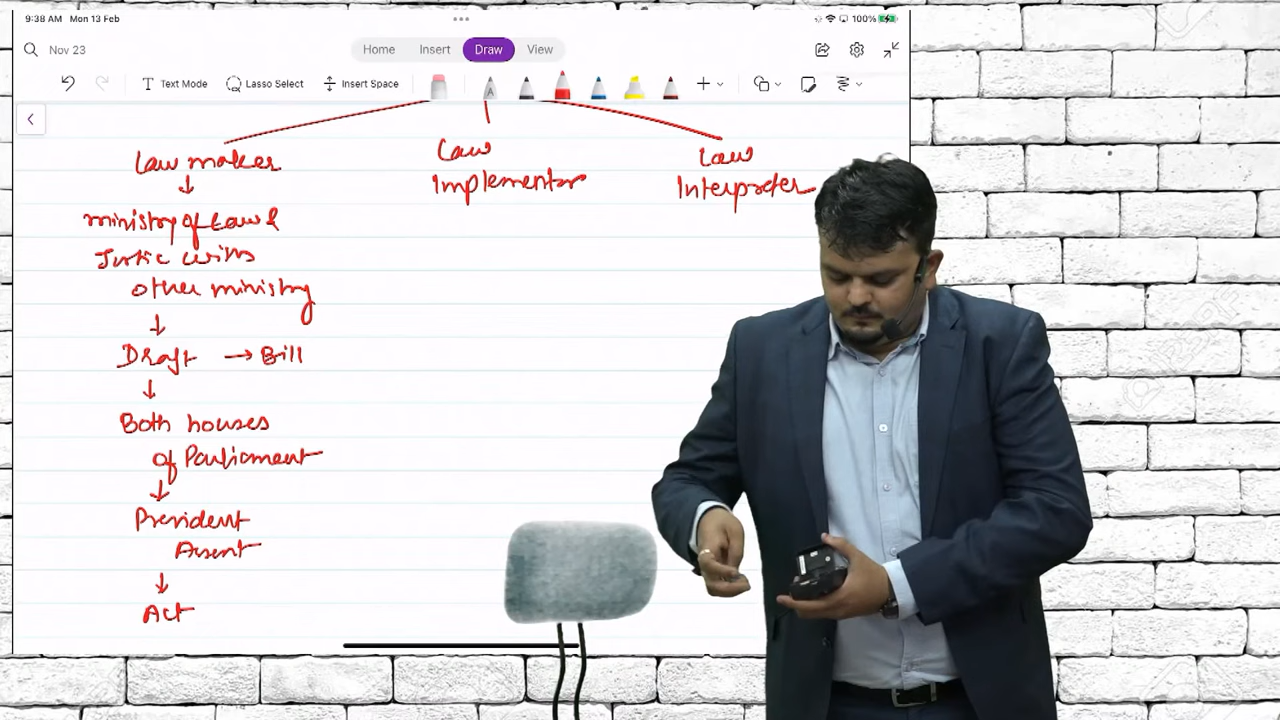 9:38 AM Mon 13 Feb
100%
Nov 23
Home Insert Draw View
Text Mode Lasso Select Insert Space
A
Law maker
Law
Implementor
Law
Interpreter
ministry of Law &
Justic with
other ministry
Draft → Bill
Both houses
of Parliament
President
Assent
Act